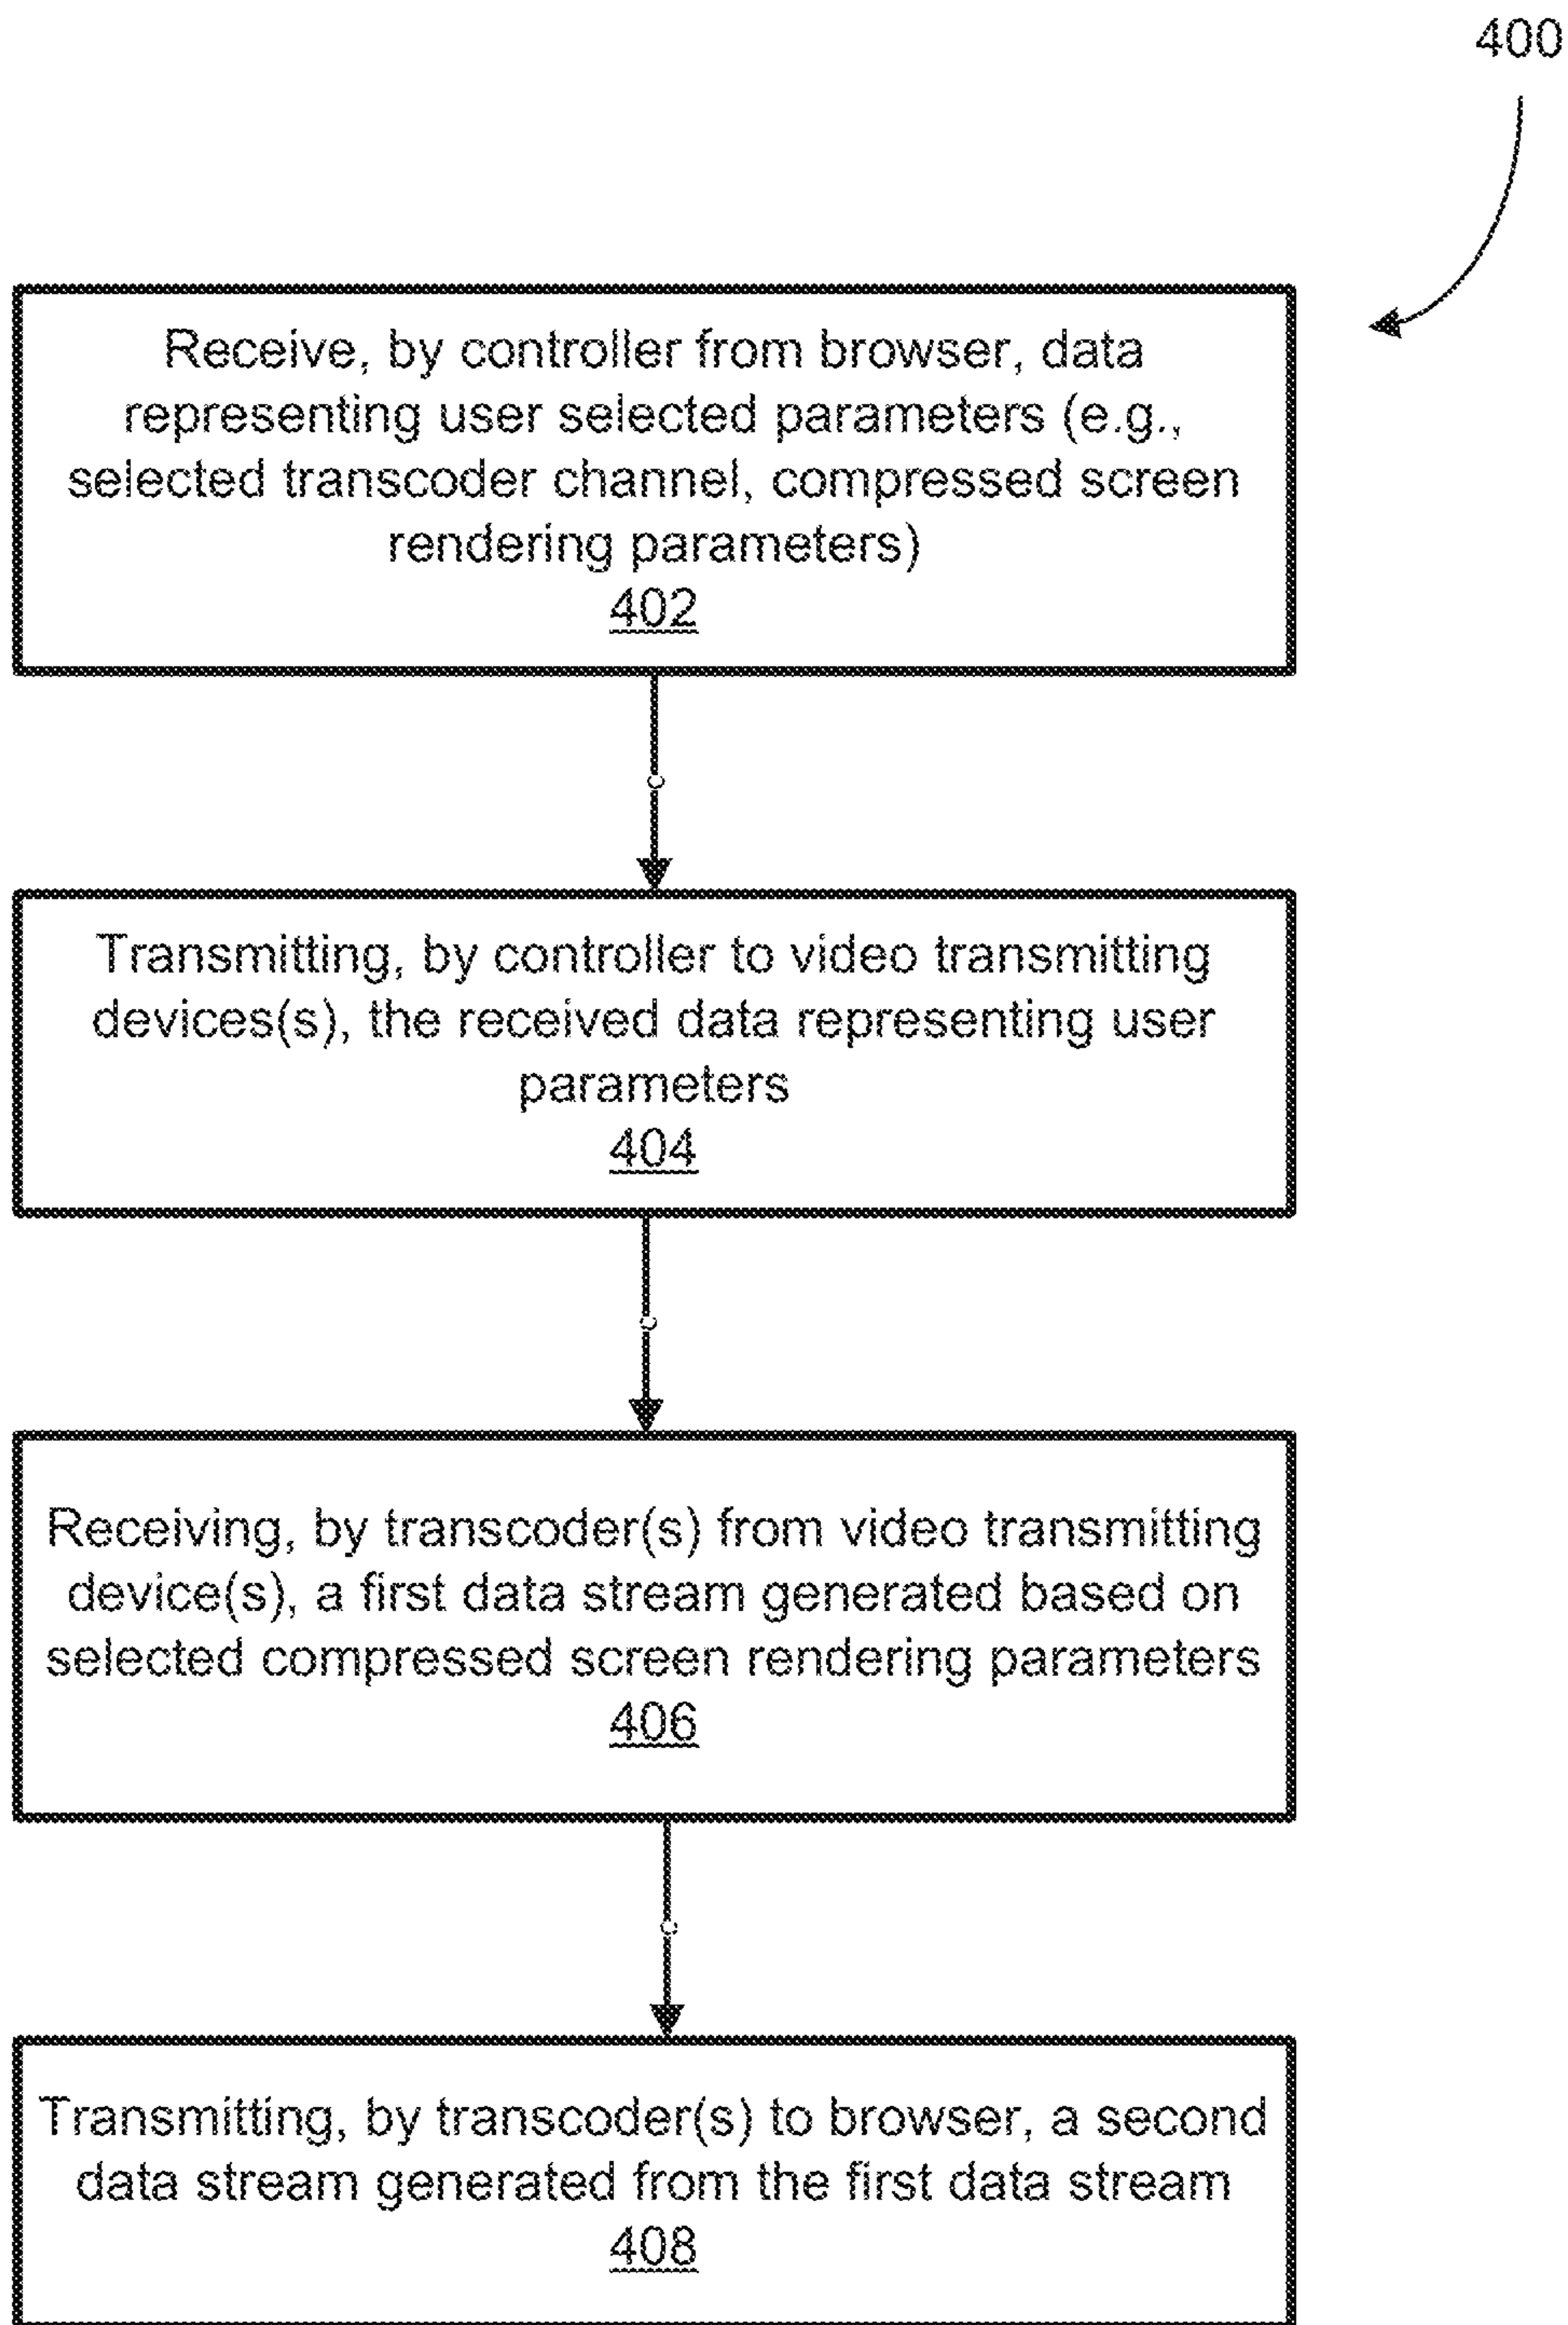 400
Receive, by controller from browser, data
representing user selected parameters (e.g.,
selected transcoder channel, compressed screen
rendering parameters)
402
Transmitting, by controller to video transmitting
devices(s), the received data representing user
parameters
404
Receiving, by transcoder(s) from video transmitting
device(s), a first data stream generated based on
selected compressed screen rendering parameters
406
Transmitting, by transcoder(s) to browser, a second
data stream generated from the first data stream
408